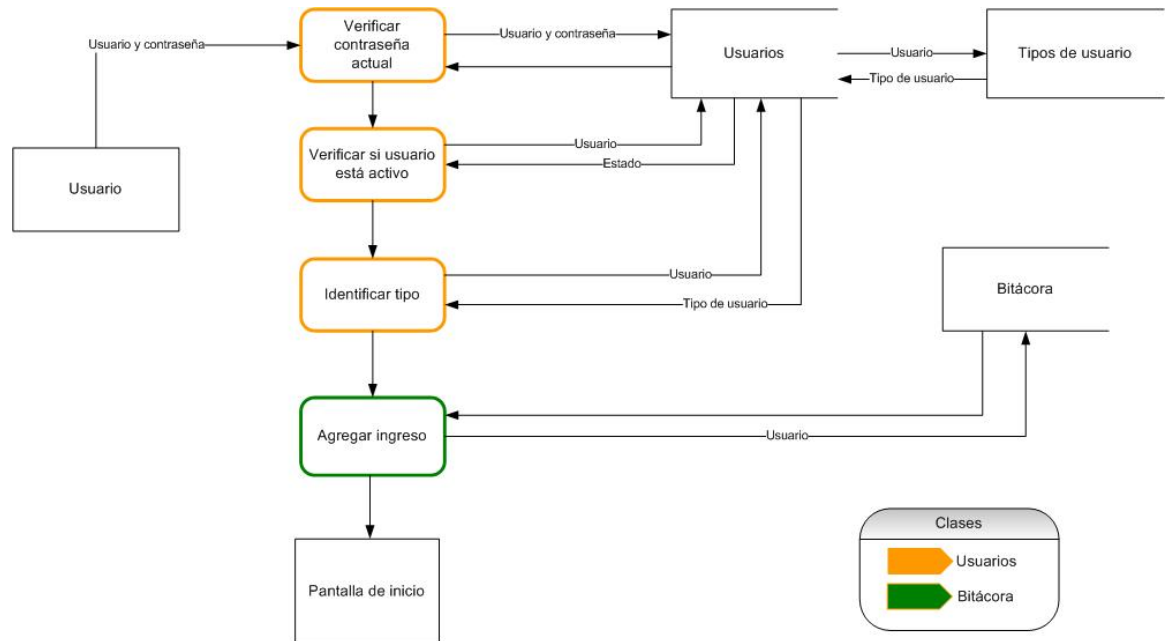 Verificar
contraseña
actual
Usuario y contraseña
Usuario y contraseña
Usuarios
Usuario
Tipo de usuario
Tipos de usuario
Usuario
Verificar si usuario
está activo
Usuario
Estado
Identificar tipo
Usuario
Tipo de usuario
Bitácora
Agregar ingreso
Usuario
Pantalla de inicio
Clases
Usuarios
Bitácora